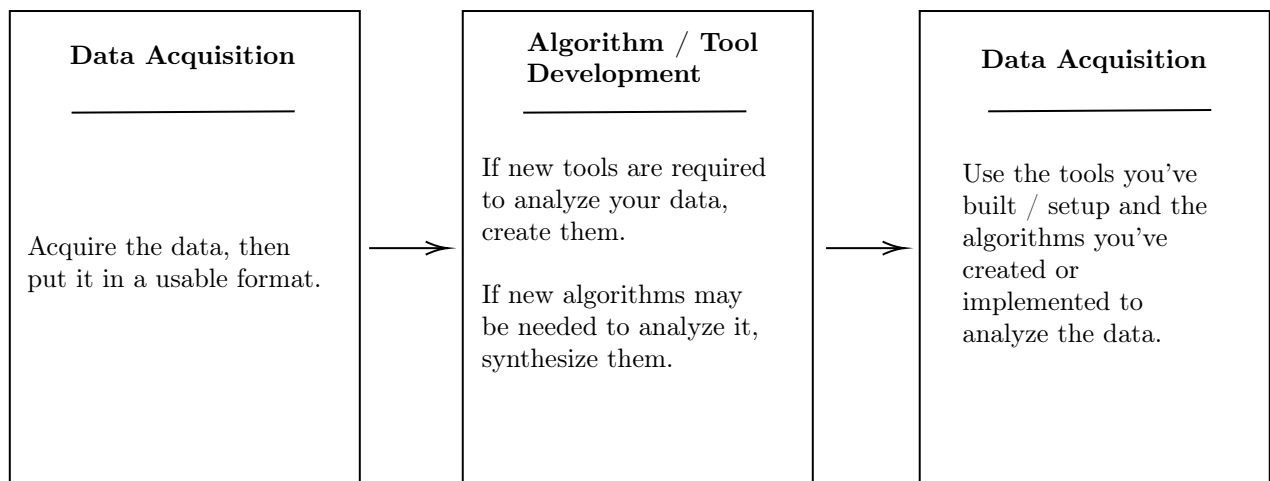 Data Acquisition
Acquire the data, then
put it in a usable format.
Algorithm / Tool
Development
If new tools are required
to analyze your data,
create them.
If new algorithms may
be needed to analyze it,
synthesize them.
Data Acquisition
Use the tools you've
built / setup and the
algorithms you've
created or
implemented to
analyze the data.